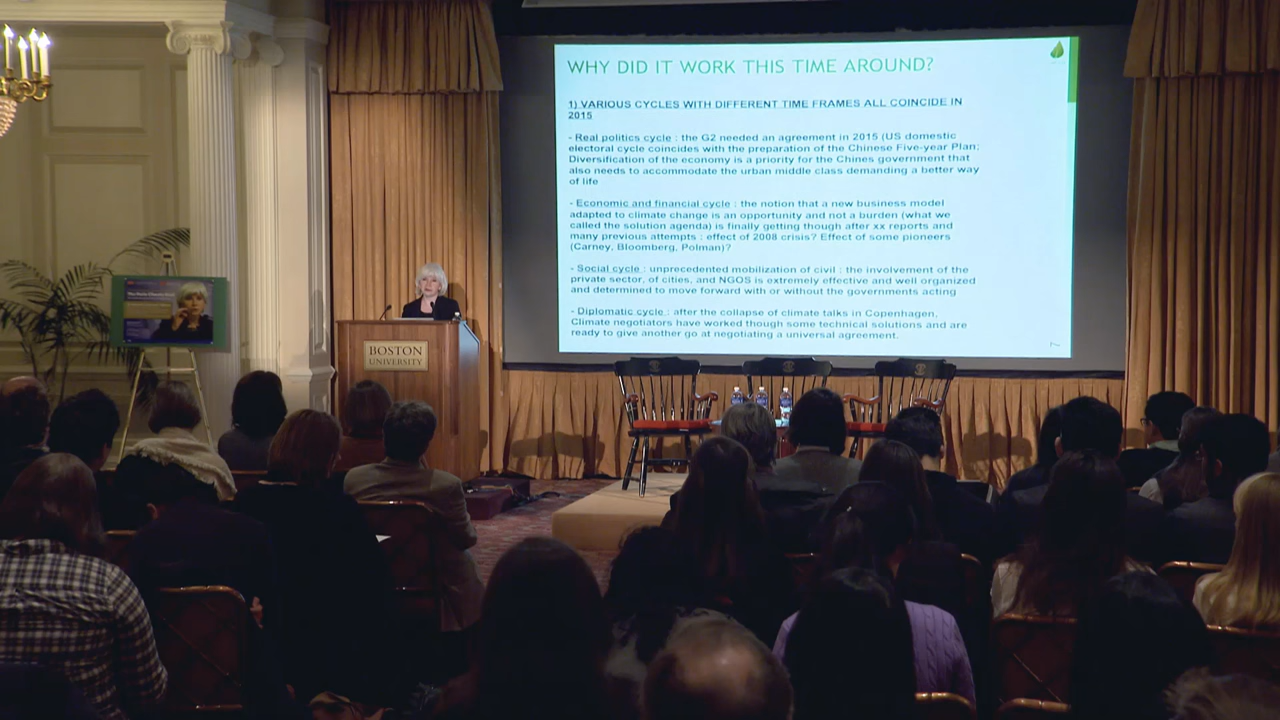 WHY DID IT WORK THIS TIME AROUND?
1) VARIOUS CYCLES WITH DIFFERENT TIME FRAMES ALL COINCIDE IN
2015
- Real politics cycle : the G2 needed an agreement in 2015 (US domestic
electoral cycle coincides with the preparation of the Chinese Five-year Plan;
Diversification of the economy is a priority for the Chines government that
also needs to accommodate the urban middle class demanding a better way
of life
- Economic and financial cycle : the notion that a new business model
adapted to climate change is an opportunity and not a burden (what we
called the solution agenda) is finally getting though after xx reports and
many previous attempts : effect of 2008 crisis? Effect of some pioneers
(Carney, Bloomberg, Polman)?
- Social cycle : unprecedented mobilization of civil : the involvement of the
private sector, of cities, and NGOS is extremely effective and well organized
and determined to move forward with or without the governments acting
- Diplomatic cycle : after the collapse of climate talks in Copenhagen,
Climate negotiators have worked though some technical solutions and are
ready to give another go at negotiating a universal agreement.
7
BOSTON
UNIVERSITY